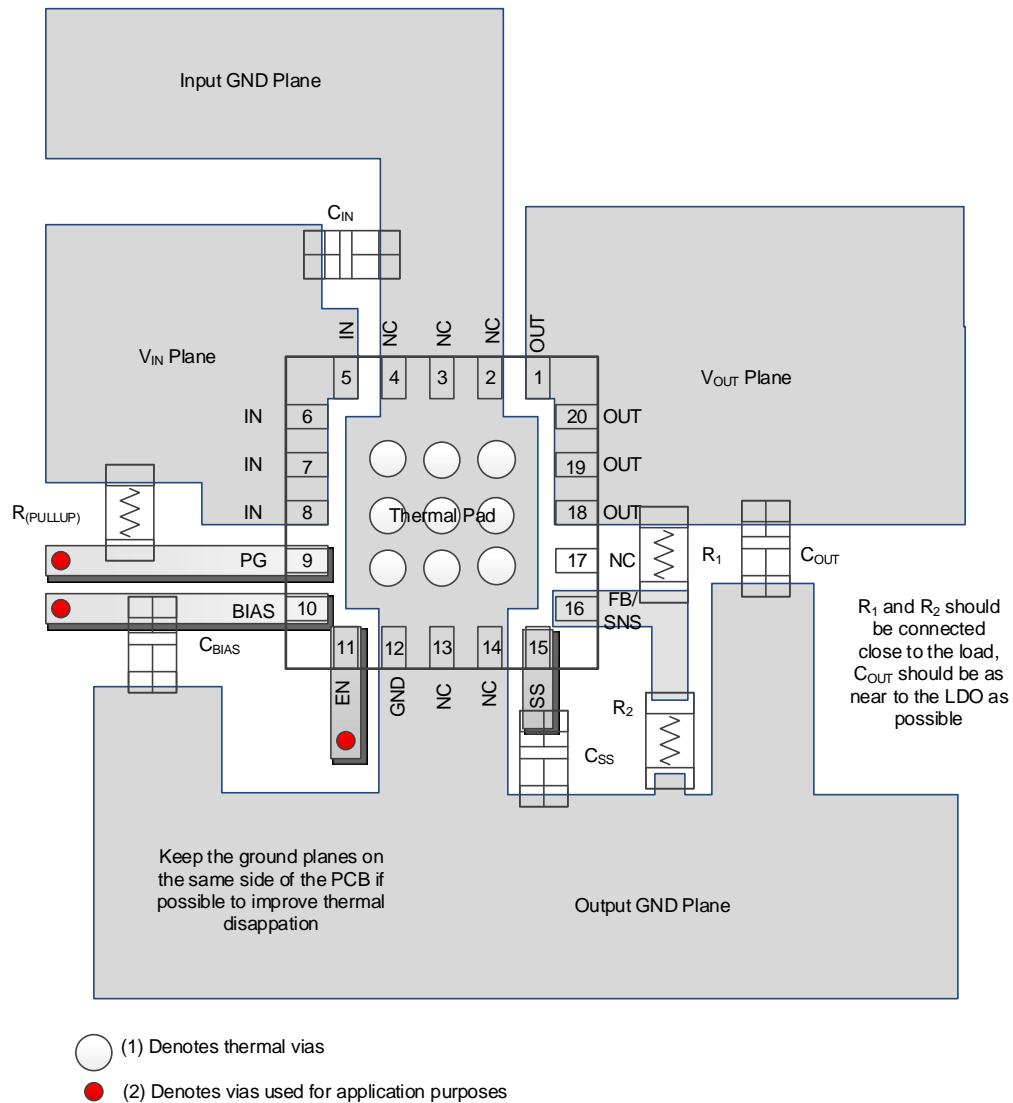 Input GND Plane
C_IN
V_IN Plane
IN
NC
NC
NC
OUT
V_OUT Plane
5
4
3
2
1
IN
6
20
OUT
IN
7
19
OUT
IN
8
18
OUT
Thermal Pad
R_(PULLUP)
PG
9
17
NC
R_1
C_OUT
BIAS
10
16
FB/
SNS
C_BIAS
11
12
13
14
15
EN
GND
NC
NC
SS
R_2
C_SS
R_1 and R_2 should
be connected
close to the load,
C_OUT should be as
near to the LDO as
possible
Keep the ground planes on
the same side of the PCB if
possible to improve thermal
disappation
Output GND Plane
(1) Denotes thermal vias
(2) Denotes vias used for application purposes